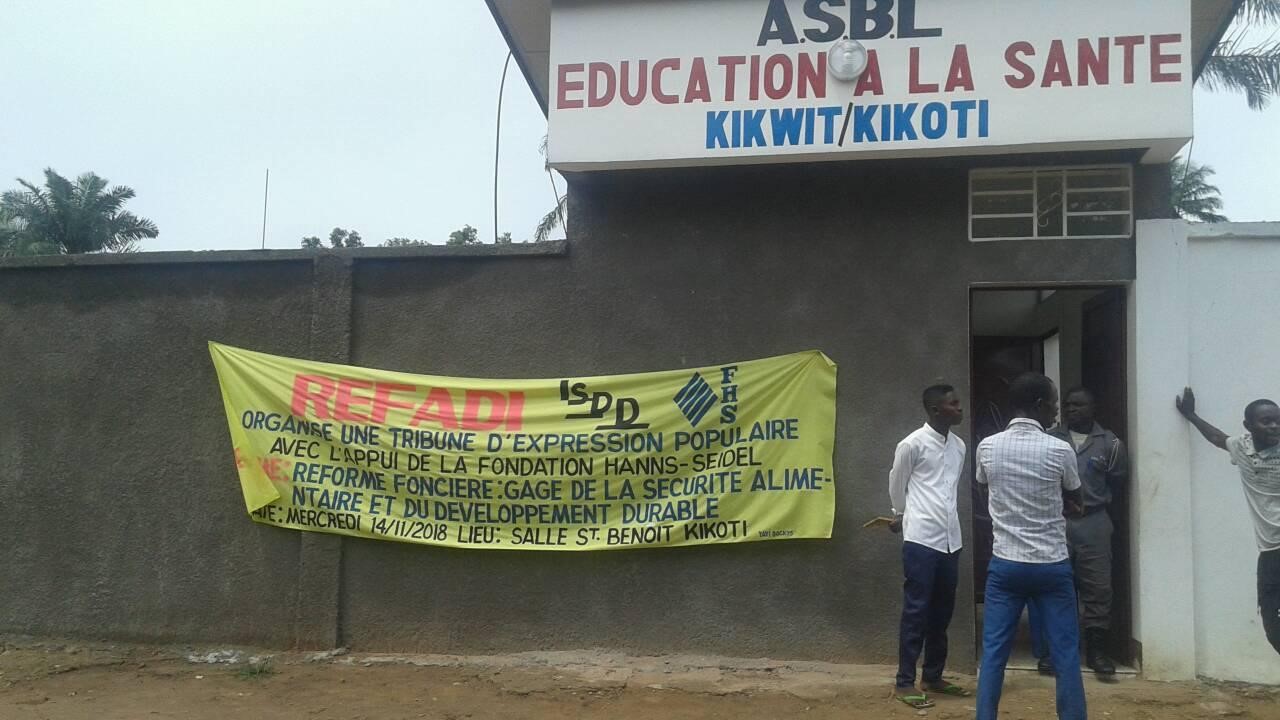 A.S.B.L
EDUCATION A LA SANTE
KIKWIT/KIKOTI
REFADI ISDD FHS
ORGANSE UNE TRIBUNE D'EXPRESSION POPULAIRE
AVEC L'APPUI DE LA FONDATION HANNS-SEIDEL
REFORME FONCIERE: GAGE DE LA SECURITE ALIME-
NTAIRE ET DU DEVELOPPEMENT DURABLE
MERCREDI 14/11/2018 LIEU: SALLE ST. BENOIT KIKOTI